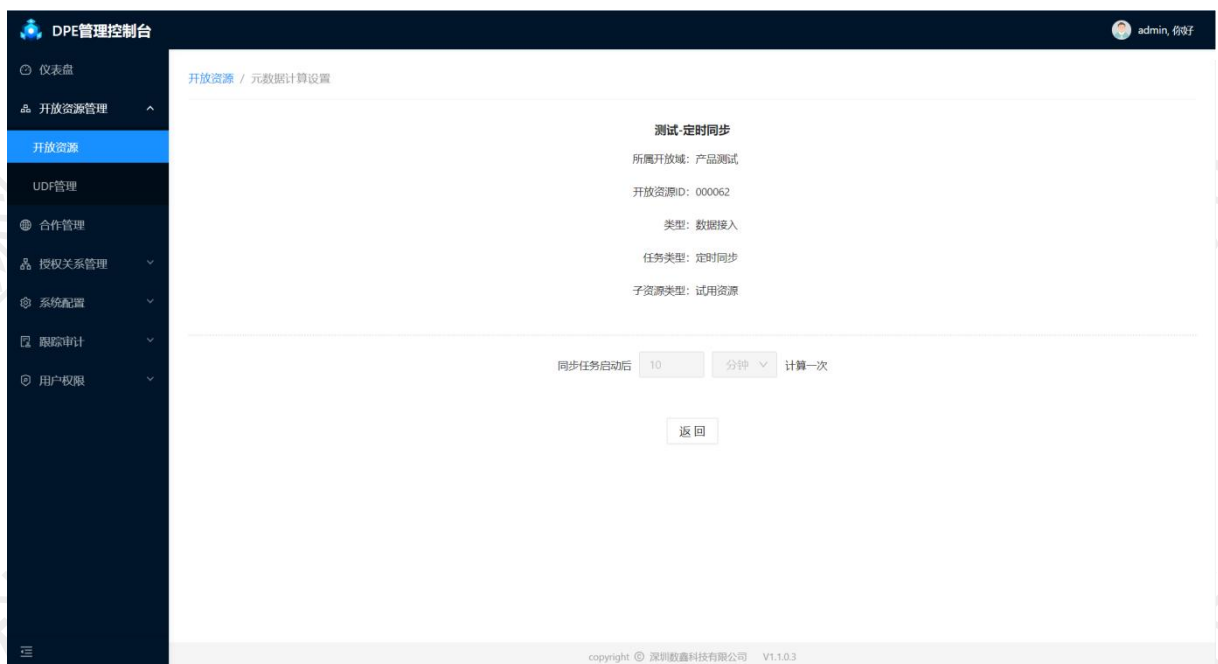 DPE管理控制台
admin, 你好
仪表盘
开放资源管理
开放资源
UDF管理
合作管理
授权关系管理
系统配置
跟踪审计
用户权限
开放资源 / 元数据计算设置
测试-定时同步
所属开放域：产品测试
开放资源ID：000062
类型：数据接入
任务类型：定时同步
子资源类型：试用资源
同步任务启动后 10 分钟 计算一次
返 回
copyright © 深圳数鑫科技有限公司 V1.1.0.3